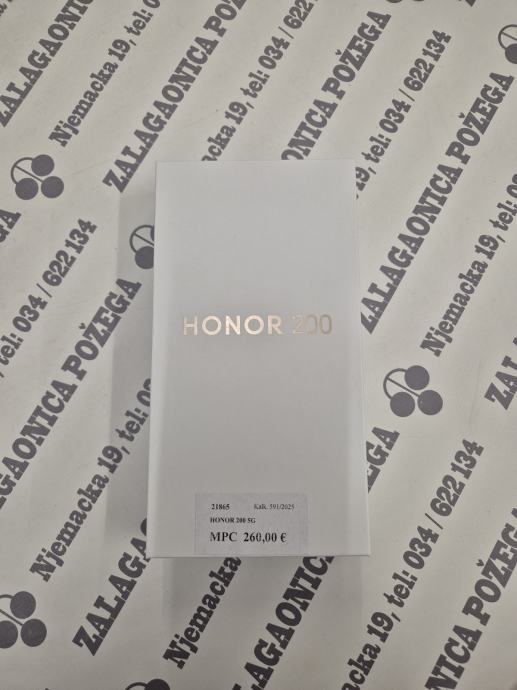 ZALAGAONICA POŽEGA
Njemacka 19, tel: 034 / 622 134
HONOR 200
21865 Kalk. 591/2025
HONOR 200 5G
MPC 260,00 €